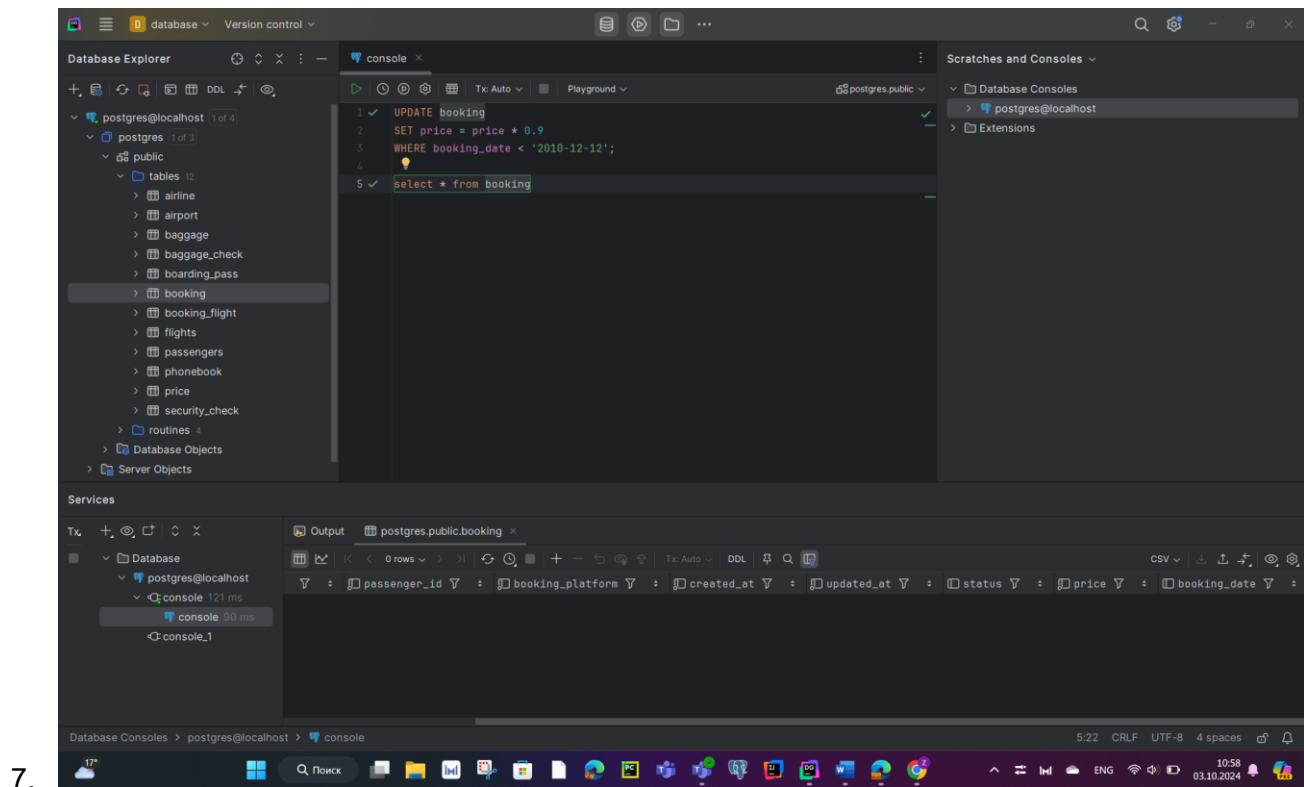 D database Version control
Database Explorer
DDL
postgres@localhost 1 of 4
postgres 1 of 3
public
tables 12
airline
airport
baggage
baggage_check
boarding_pass
booking
booking_flight
flights
passengers
phonebook
price
security_check
routines 4
Database Objects
Server Objects
console
Tx: Auto Playground postgres.public
1 UPDATE booking
2 SET price = price * 0.9
3 WHERE booking_date < '2010-12-12';
4
5 select * from booking
Scratches and Consoles
Database Consoles
postgres@localhost
Extensions
Services
Tx
Database
postgres@localhost
console 121 ms
console 90 ms
console_1
Output postgres.public.booking
0 rows Tx: Auto DDL CSV
passenger_id booking_platform created_at updated_at status price booking_date
Database Consoles > postgres@localhost > console 5:22 CRLF UTF-8 4 spaces
7.
17°
Поиск
ENG
10:58
03.10.2024